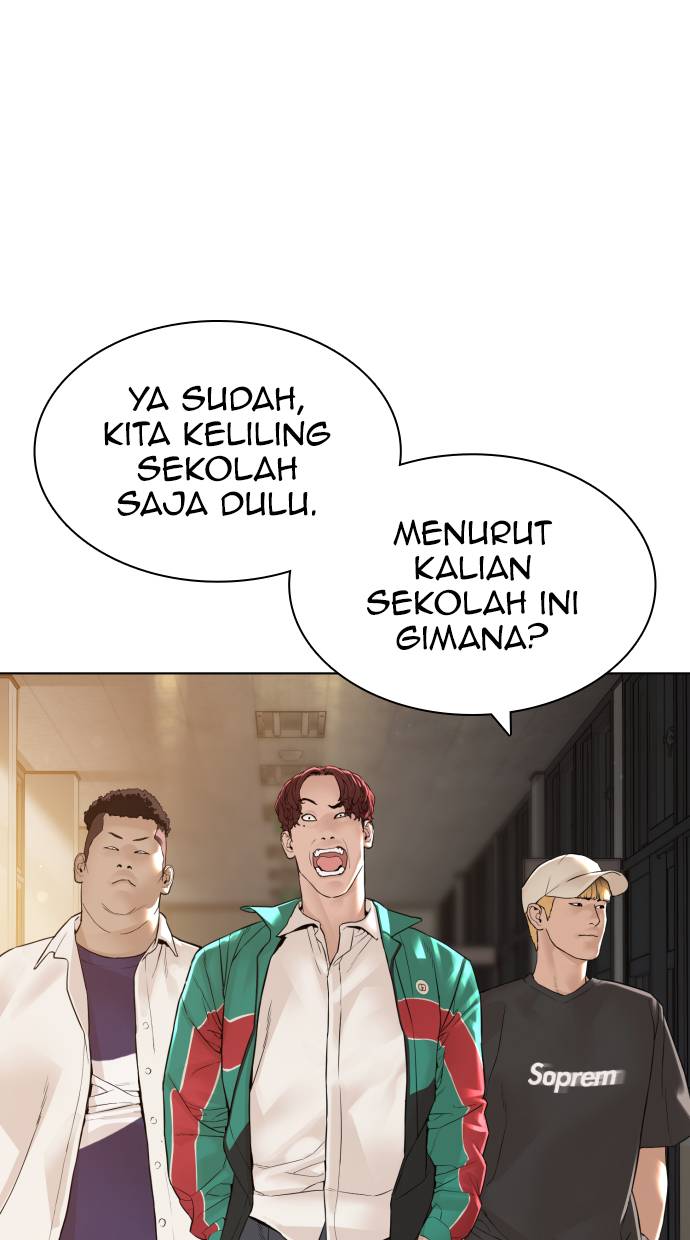 YA SUDAH,
KITA KELILING
SEKOLAH
SAJA DULU.
MENURUT
KALIAN
SEKOLAH INI
GIMANA?
Soprem